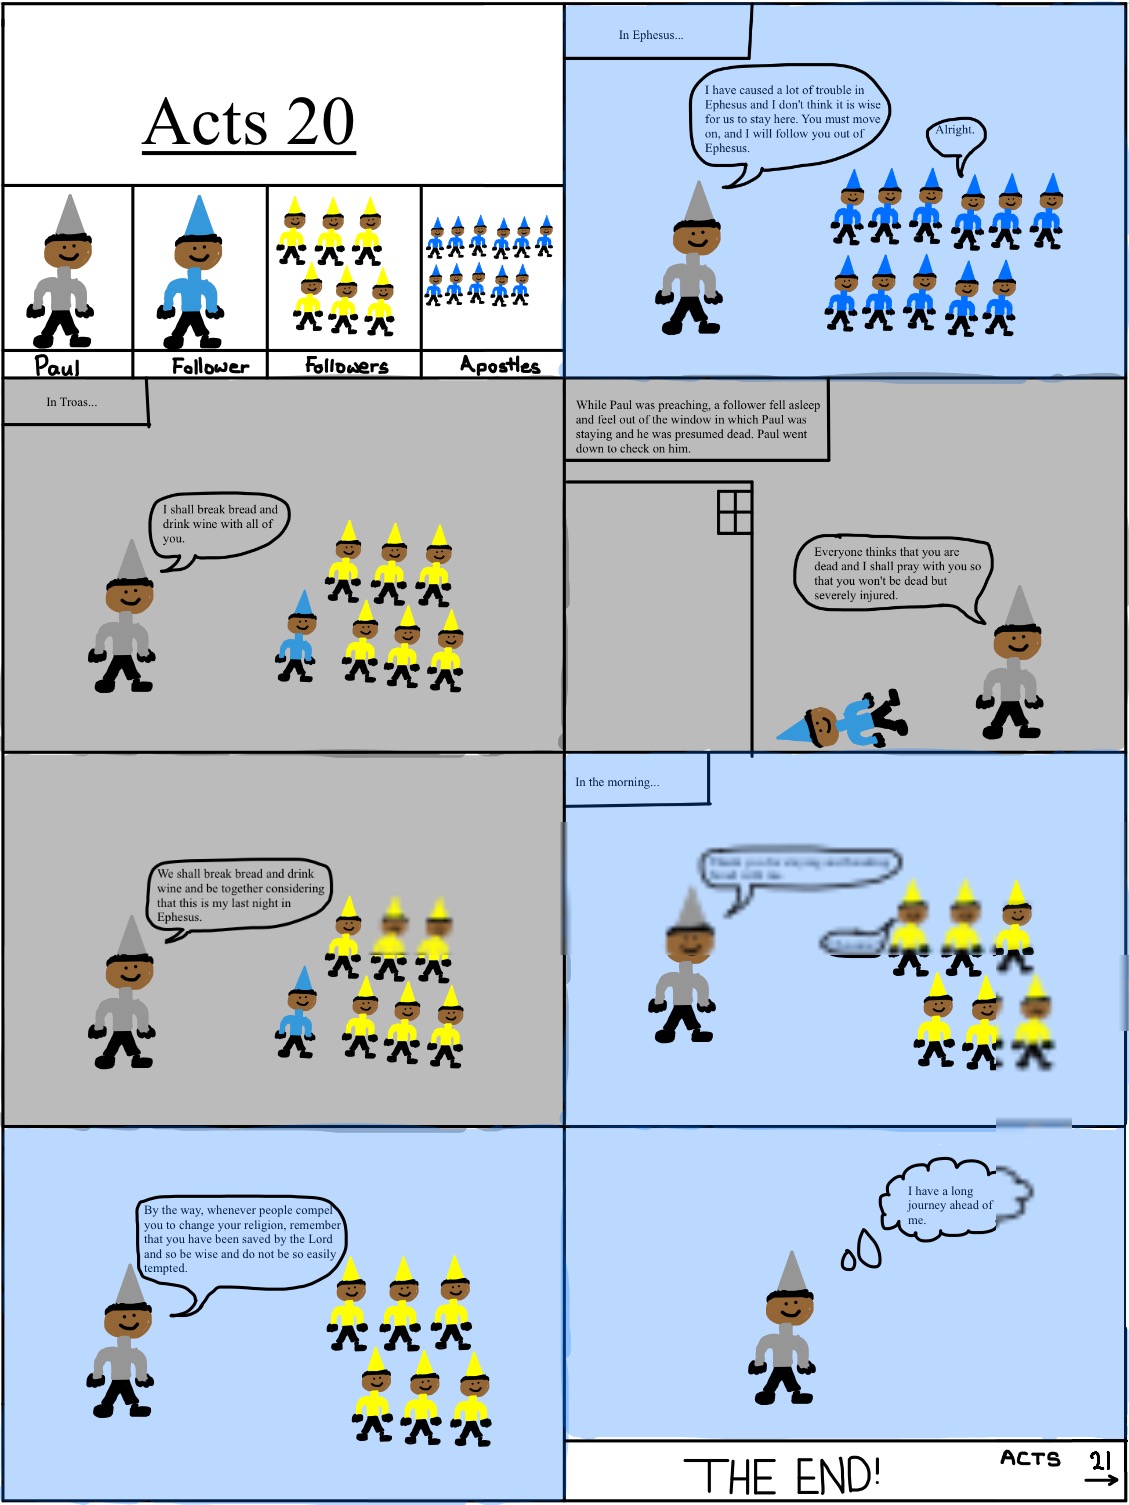 Acts 20
Paul
Follower
Followers
Apostles
In Ephesus...
I have caused a lot of trouble in
Ephesus and I don't think it is wise
for us to stay here. You must move
on, and I will follow you out of
Ephesus.
Alright.
In Troas...
I shall break bread and
drink wine with all of
you.
While Paul was preaching, a follower fell asleep
and feel out of the window in which Paul was
staying and he was presumed dead. Paul went
down to check on him.
Everyone thinks that you are
dead and I shall pray with you so
that you won't be dead but
severely injured.
We shall break bread and drink
wine and be together considering
that this is my last night in
Ephesus.
In the morning...
By the way, whenever people compel
you to change your religion, remember
that you have been saved by the Lord
and so be wise and do not be so easily
tempted.
I have a long
journey ahead of
me.
THE END!
ACTS 21